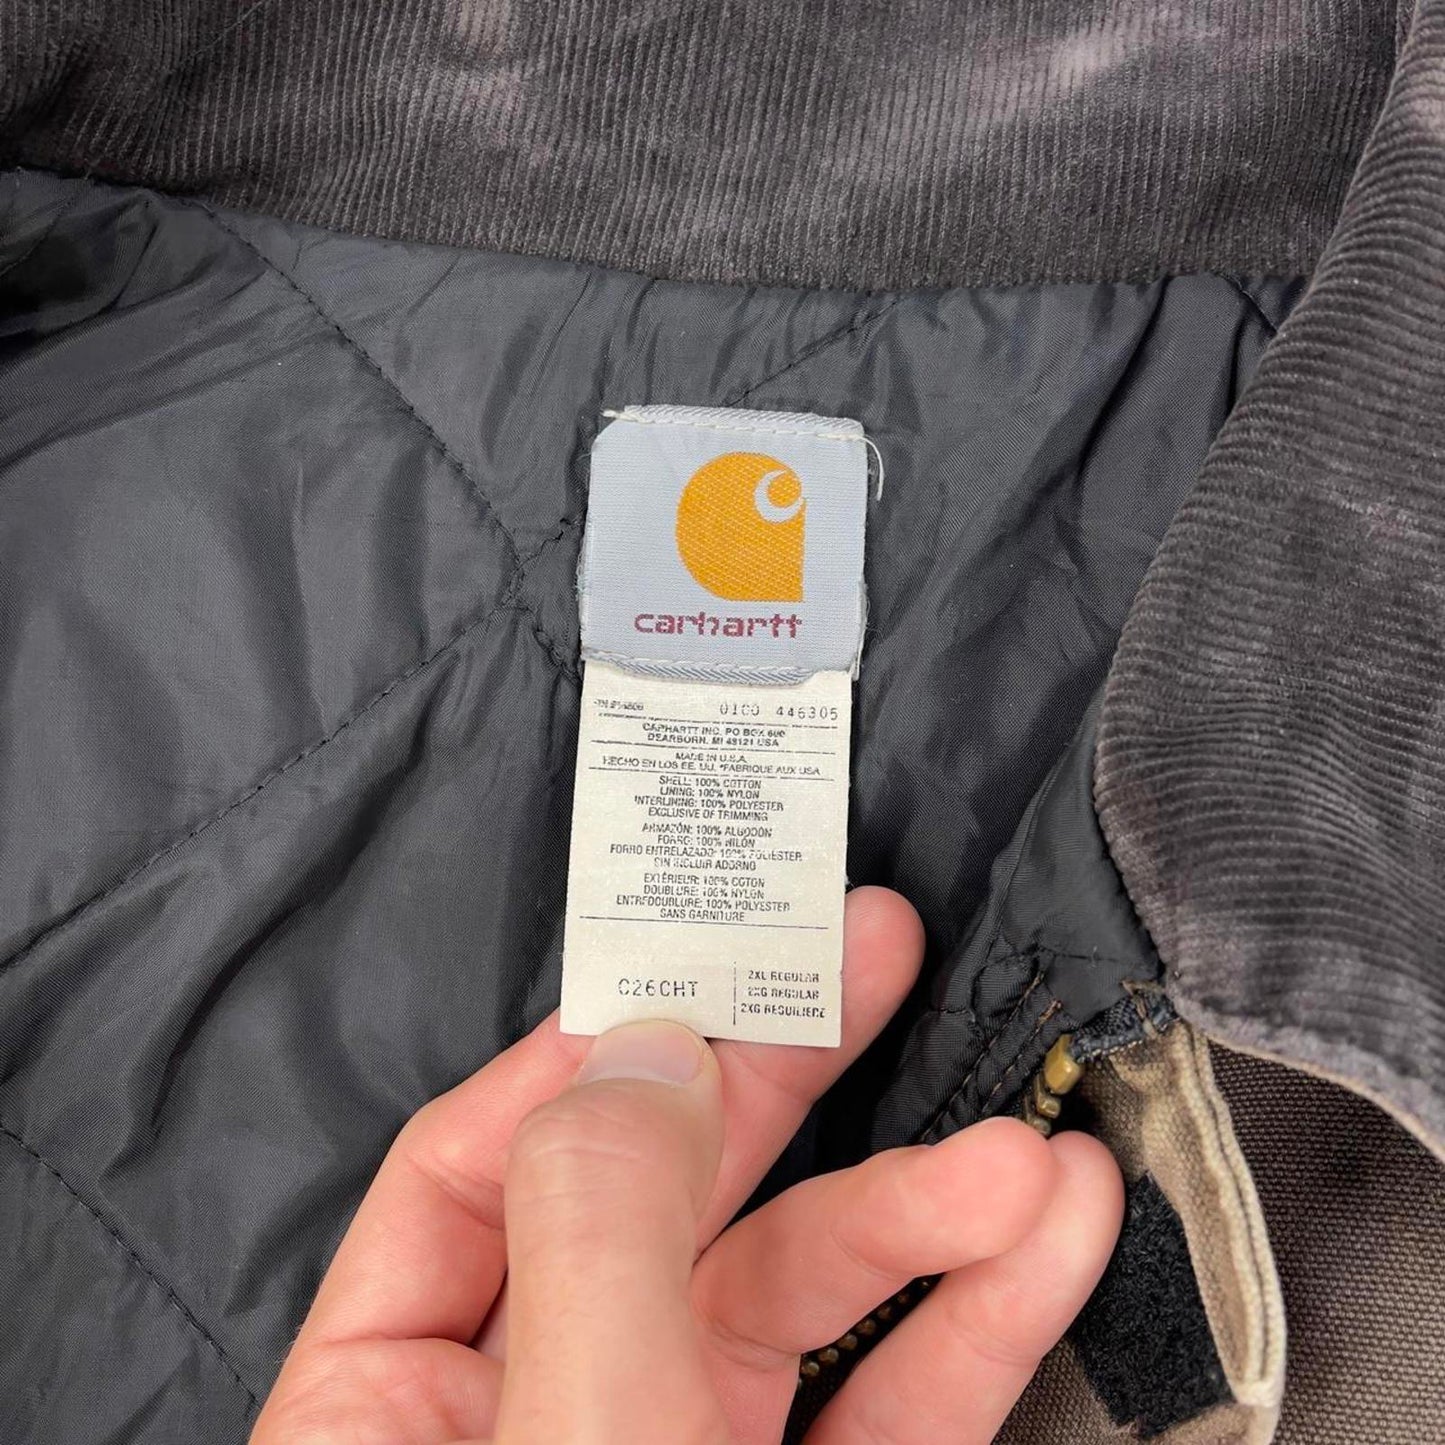 carhartt
0100 446305
CARHARTT INC. PO BOX 600
DEARBORN, MI 48121 USA
MADE IN U.S.A.
HECHO EN LOS EE. UU. *FABRIQUE AUX USA
SHELL: 100% COTTON
LINING: 100% NYLON
INTERLINING: 100% POLYESTER
EXCLUSIVE OF TRIMMING
ARMAZÓN: 100% ALGODÓN
FORRO: 100% NILÓN
FORRO ENTRELAZADO: 100% POLIESTER
SIN INCLUIR ADORNO
EXTÉRIEUR: 100% COTON
DOUBLURE: 100% NYLON
ENTREDOUBLURE: 100% POLYESTER
SANS GARNITURE
C26CHT
2XL REGULAR
2XG REGULAR
2XG